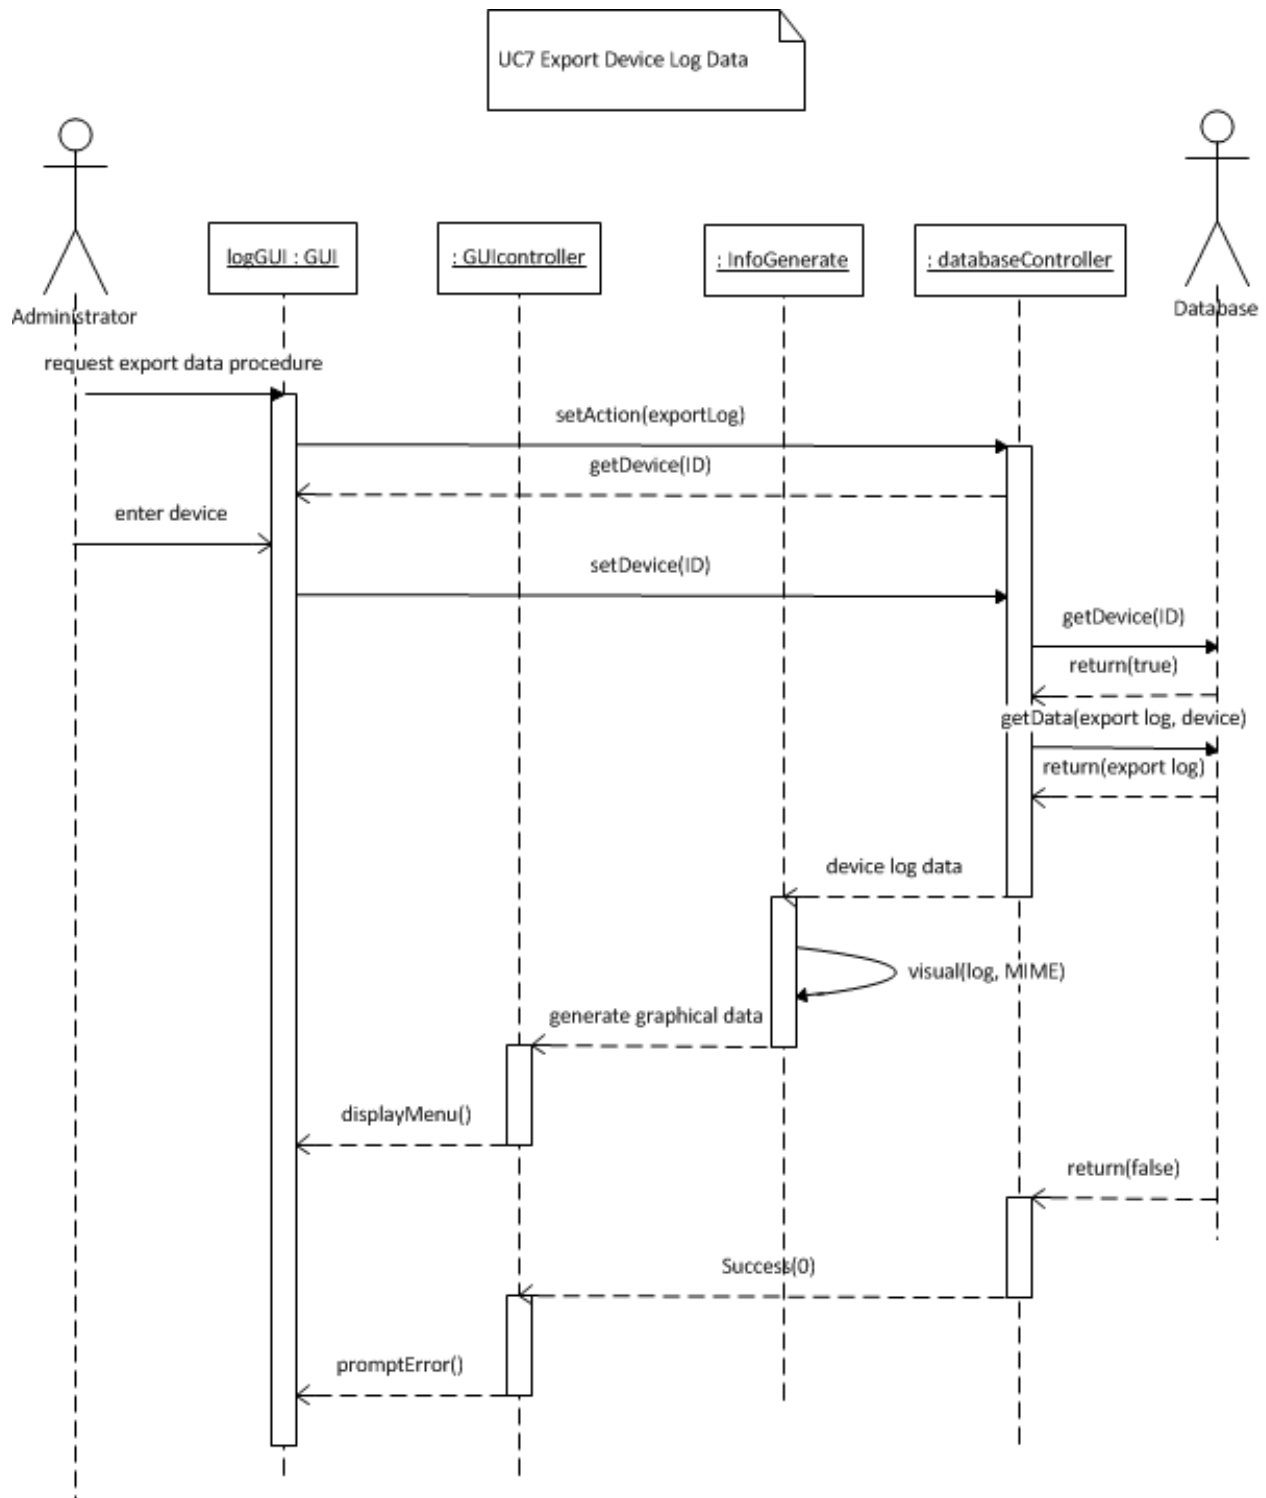 UC7 Export Device Log Data
logGUI : GUI
: GUIcontroller
: InfoGenerate
: databaseController
Administrator
Database
request export data procedure
setAction(exportLog)
getDevice(ID)
enter device
setDevice(ID)
getDevice(ID)
return(true)
getData(export log, device)
return(export log)
device log data
visual(log, MIME)
generate graphical data
displayMenu()
return(false)
Success(0)
promptError()